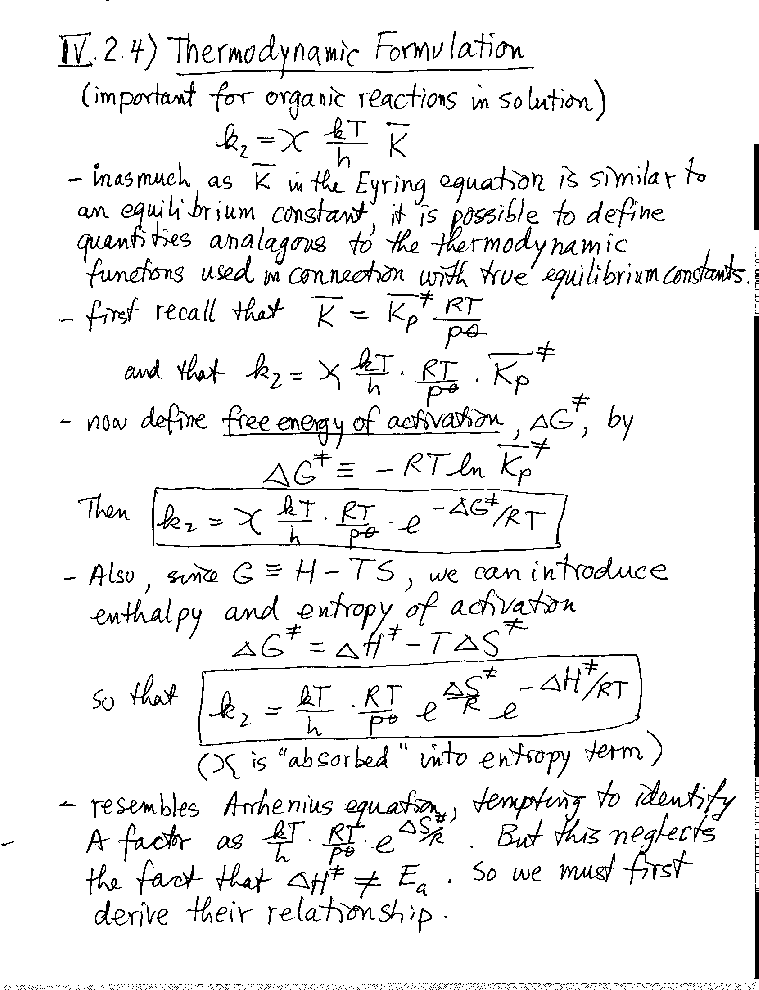 IV.2.4) Thermodynamic Formulation
(important for organic reactions in solution)
k₂ = χ kT/h K̅
- inasmuch as K̅ in the Eyring equation is similar to
an equilibrium constant, it is possible to define
quantities analagous to the thermodynamic
functions used in connection with true equilibrium constants.
- first recall that K̅ = K̅p^‡ RT/p^θ
and that k₂ = χ kT/h · RT/p^θ · K̅p^‡
- now define free energy of activation, ΔG^‡, by
ΔG^‡ ≡ - RT ln K̅p^‡
Then k₂ = χ kT/h · RT/p^θ · e^(-ΔG^‡/RT)
- Also, since G ≡ H - TS, we can introduce
enthalpy and entropy of activation
ΔG^‡ = ΔH^‡ - TΔS^‡
so that k₂ = kT/h · RT/p^θ e^(ΔS^‡/R) e^(-ΔH^‡/RT)
(χ is "absorbed" into entropy term)
- resembles Arrhenius equation, tempting to identify
A factor as kT/h · RT/p^θ e^(ΔS^‡/R). But this neglects
the fact that ΔH^‡ ≠ Ea. So we must first
derive their relationship.